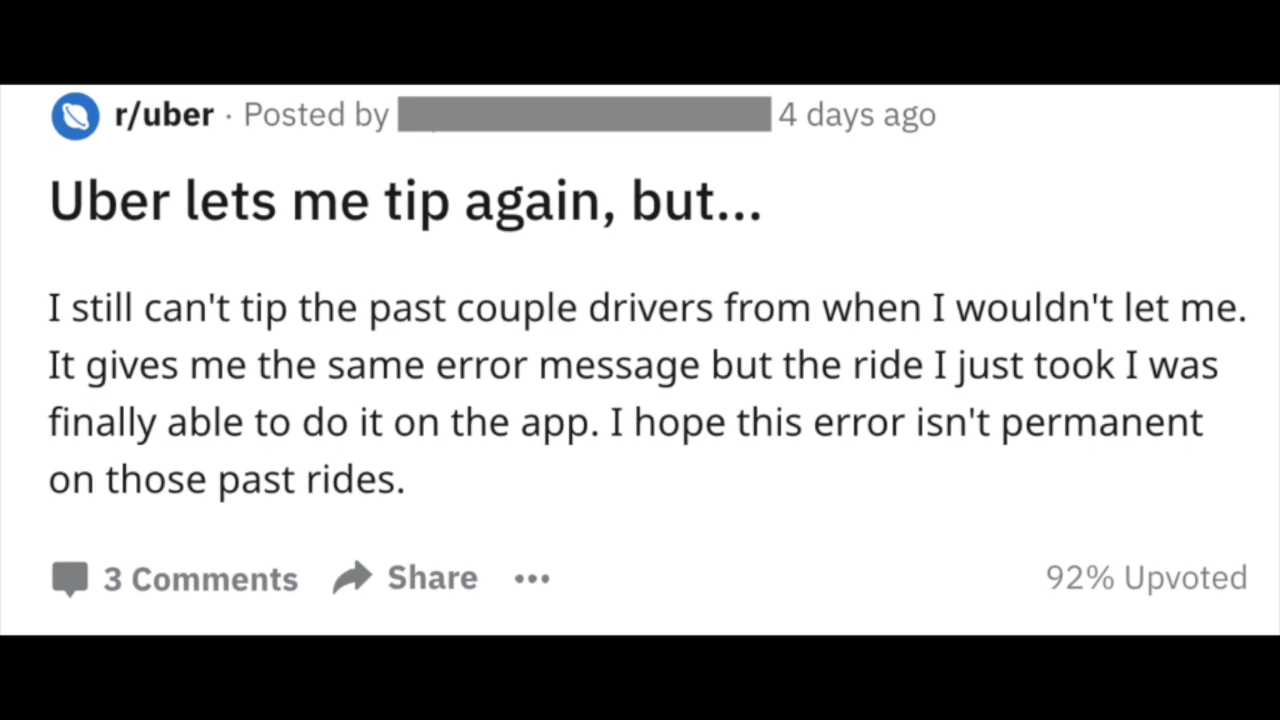 r/uber · Posted by 4 days ago
Uber lets me tip again, but...
I still can't tip the past couple drivers from when I wouldn't let me.
It gives me the same error message but the ride I just took I was
finally able to do it on the app. I hope this error isn't permanent
on those past rides.
3 Comments Share ••• 92% Upvoted